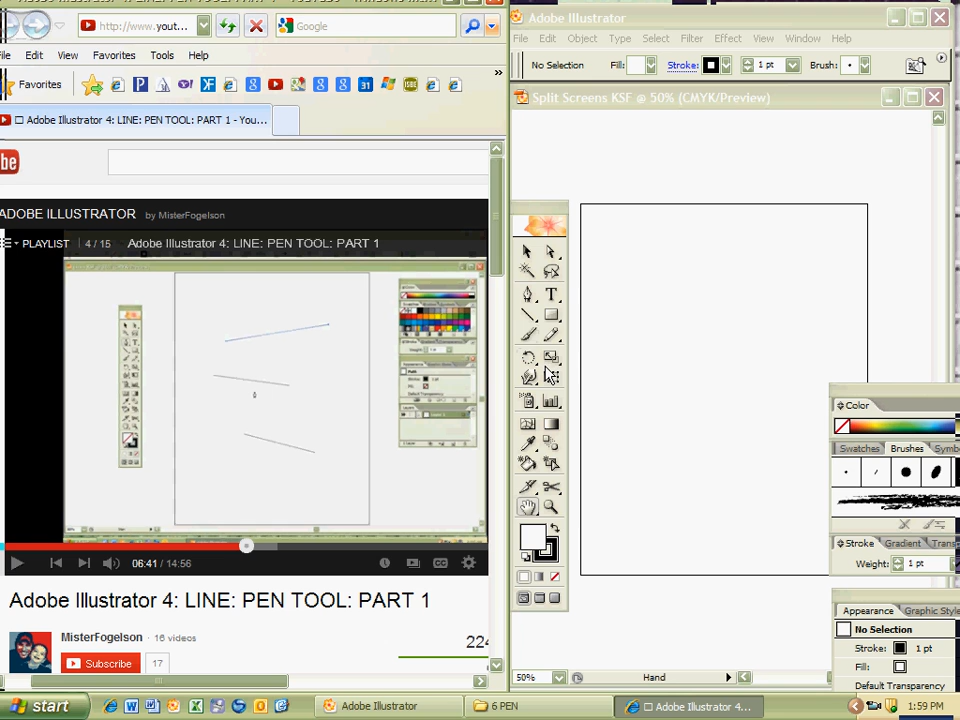 http://www.yout...
Google
Edit View Favorites Tools Help
Favorites
Adobe Illustrator 4: LINE: PEN TOOL: PART 1 - You...
ADOBE ILLUSTRATOR by MisterFogelson
PLAYLIST 4 / 15 Adobe Illustrator 4: LINE: PEN TOOL: PART 1
06:41 / 14:56
Adobe Illustrator 4: LINE: PEN TOOL: PART 1
MisterFogelson · 16 videos
Subscribe 17
224
Adobe Illustrator
File Edit Object Type Select Filter Effect View Window Help
No Selection Fill: Stroke: 1 pt Brush:
Split Screens KSF @ 50% (CMYK/Preview)
Color
Swatches Brushes Symb
Stroke Gradient Trans
Weight: 1 pt
Appearance Graphic Style
No Selection
Stroke: 1 pt
Fill:
Default Transparency
50% Hand
start Adobe Illustrator 6 PEN Adobe Illustrator 4... 1:59 PM